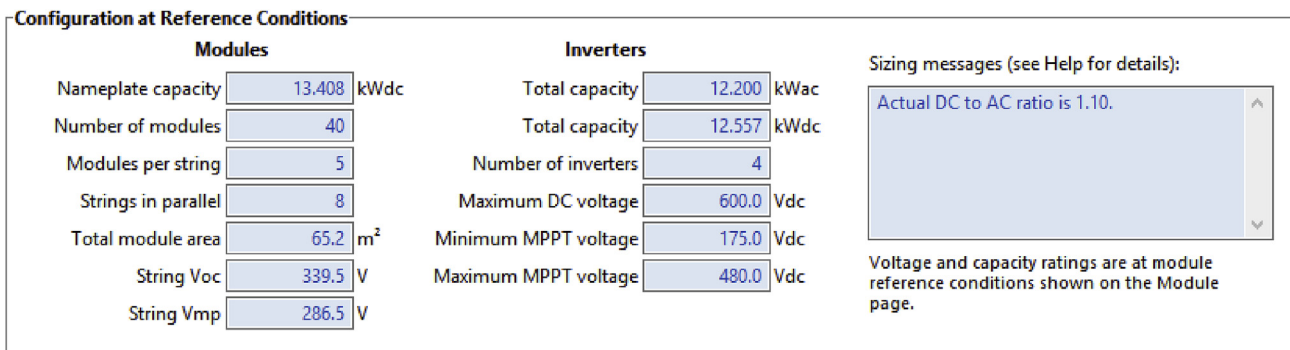 Configuration at Reference Conditions
Modules
Nameplate capacity 13.408 kWdc
Number of modules 40
Modules per string 5
Strings in parallel 8
Total module area 65.2 m²
String Voc 339.5 V
String Vmp 286.5 V
Inverters
Total capacity 12.200 kWac
Total capacity 12.557 kWdc
Number of inverters 4
Maximum DC voltage 600.0 Vdc
Minimum MPPT voltage 175.0 Vdc
Maximum MPPT voltage 480.0 Vdc
Sizing messages (see Help for details):
Actual DC to AC ratio is 1.10.
Voltage and capacity ratings are at module
reference conditions shown on the Module
page.